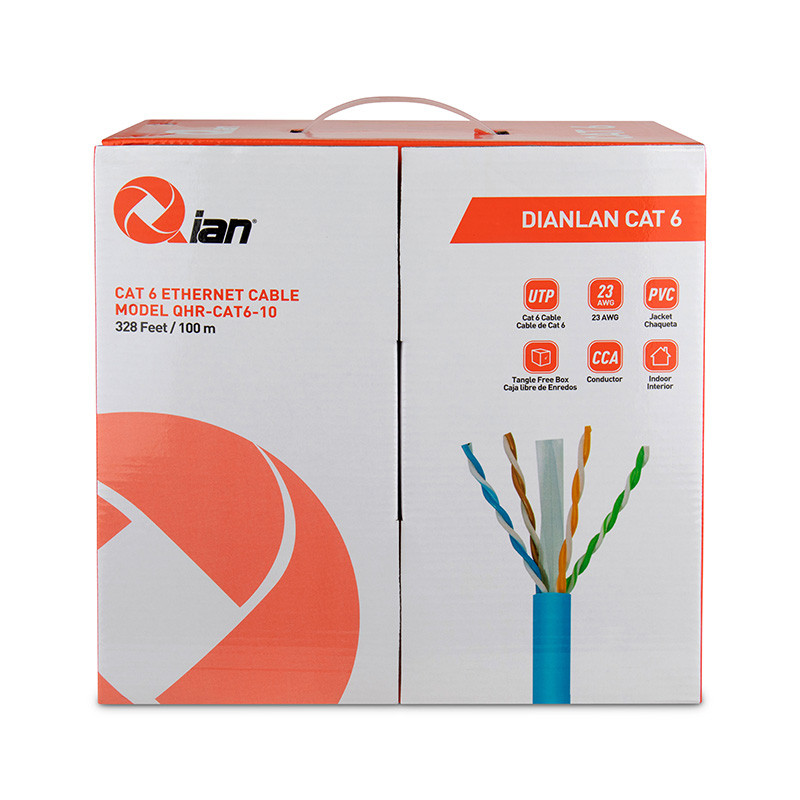 Qian®
CAT 6 ETHERNET CABLE
MODEL QHR-CAT6-10
328 Feet / 100 m
DIANLAN CAT 6
UTP
Cat 6 Cable
Cable de Cat 6
23
AWG
23 AWG
PVC
Jacket
Chaqueta
Tangle Free Box
Caja libre de Enredos
CCA
Conductor
Indoor
Interior